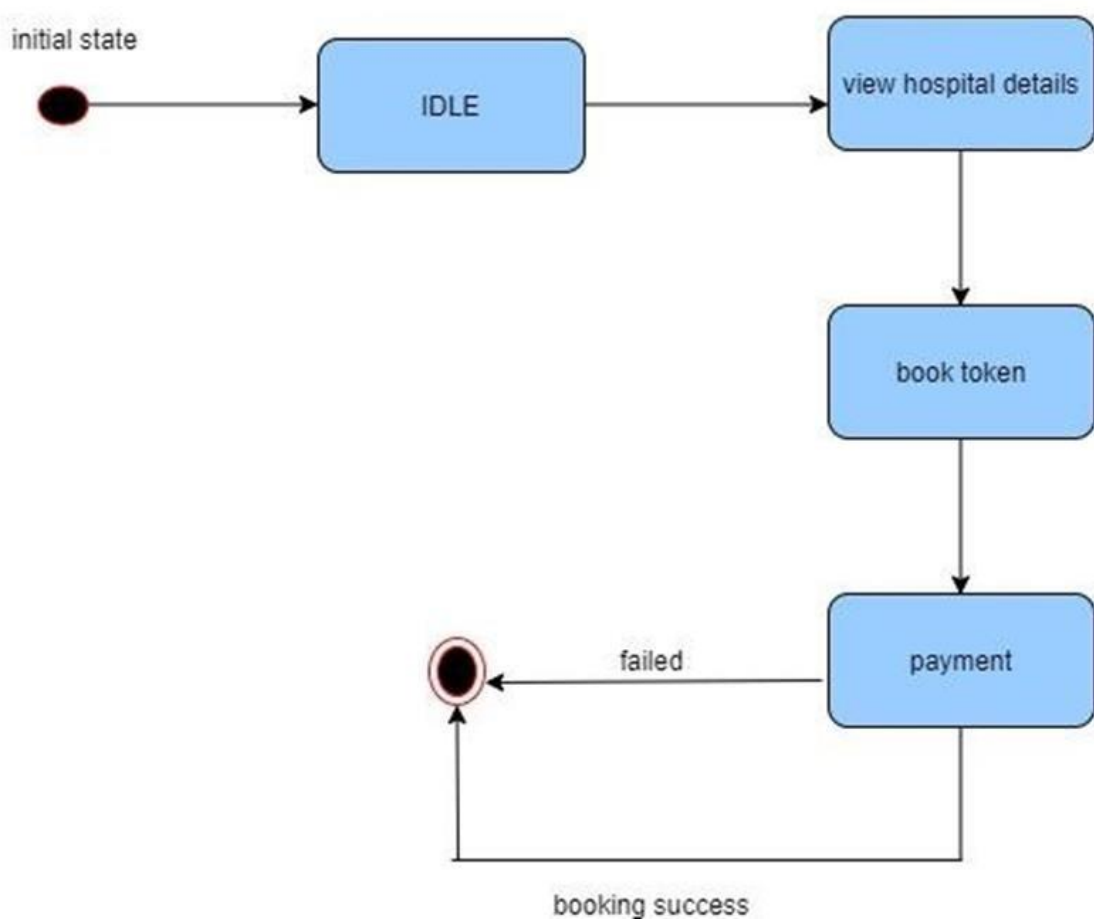 initial state
IDLE
view hospital details
book token
payment
failed
booking success